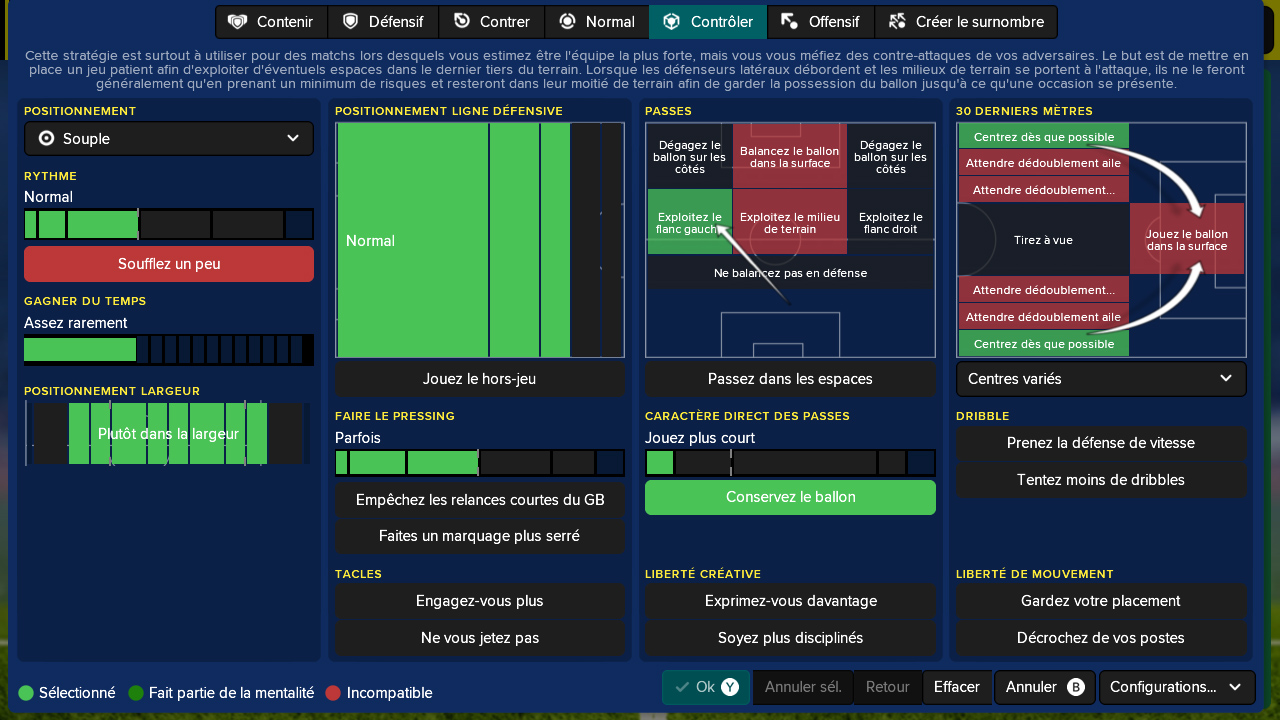 Contenir
Défensif
Contrer
Normal
Contrôler
Offensif
Créer le surnombre
Cette stratégie est surtout à utiliser pour des matchs lors desquels vous estimez être l'équipe la plus forte, mais vous vous méfiez des contre-attaques de vos adversaires. Le but est de mettre en
place un jeu patient afin d'exploiter d'éventuels espaces dans le dernier tiers du terrain. Lorsque les défenseurs latéraux débordent et les milieux de terrain se portent à l'attaque, ils ne le feront
généralement qu'en prenant un minimum de risques et resteront dans leur moitié de terrain afin de garder la possession du ballon jusqu'à ce qu'une occasion se présente.
POSITIONNEMENT
Souple
RYTHME
Normal
Soufflez un peu
GAGNER DU TEMPS
Assez rarement
POSITIONNEMENT LARGEUR
Plutôt dans la largeur
POSITIONNEMENT LIGNE DÉFENSIVE
Normal
Jouez le hors-jeu
FAIRE LE PRESSING
Parfois
Empêchez les relances courtes du GB
Faites un marquage plus serré
TACLES
Engagez-vous plus
Ne vous jetez pas
PASSES
Dégagez le
ballon sur les
côtés
Balancez le ballon
dans la surface
Dégagez le
ballon sur les
côtés
Exploitez le
flanc gauche
Exploitez le milieu
de terrain
Exploitez le
flanc droit
Ne balancez pas en défense
Passez dans les espaces
CARACTÈRE DIRECT DES PASSES
Jouez plus court
Conservez le ballon
LIBERTÉ CRÉATIVE
Exprimez-vous davantage
Soyez plus disciplinés
30 DERNIERS MÈTRES
Centrez dès que possible
Attendre dédoublement aile
Attendre dédoublement...
Tirez à vue
Jouez le ballon
dans la surface
Attendre dédoublement...
Attendre dédoublement aile
Centrez dès que possible
Centres variés
DRIBBLE
Prenez la défense de vitesse
Tentez moins de dribbles
LIBERTÉ DE MOUVEMENT
Gardez votre placement
Décrochez de vos postes
Sélectionné
Fait partie de la mentalité
Incompatible
Ok Y
Annuler sél.
Retour
Effacer
Annuler B
Configurations...